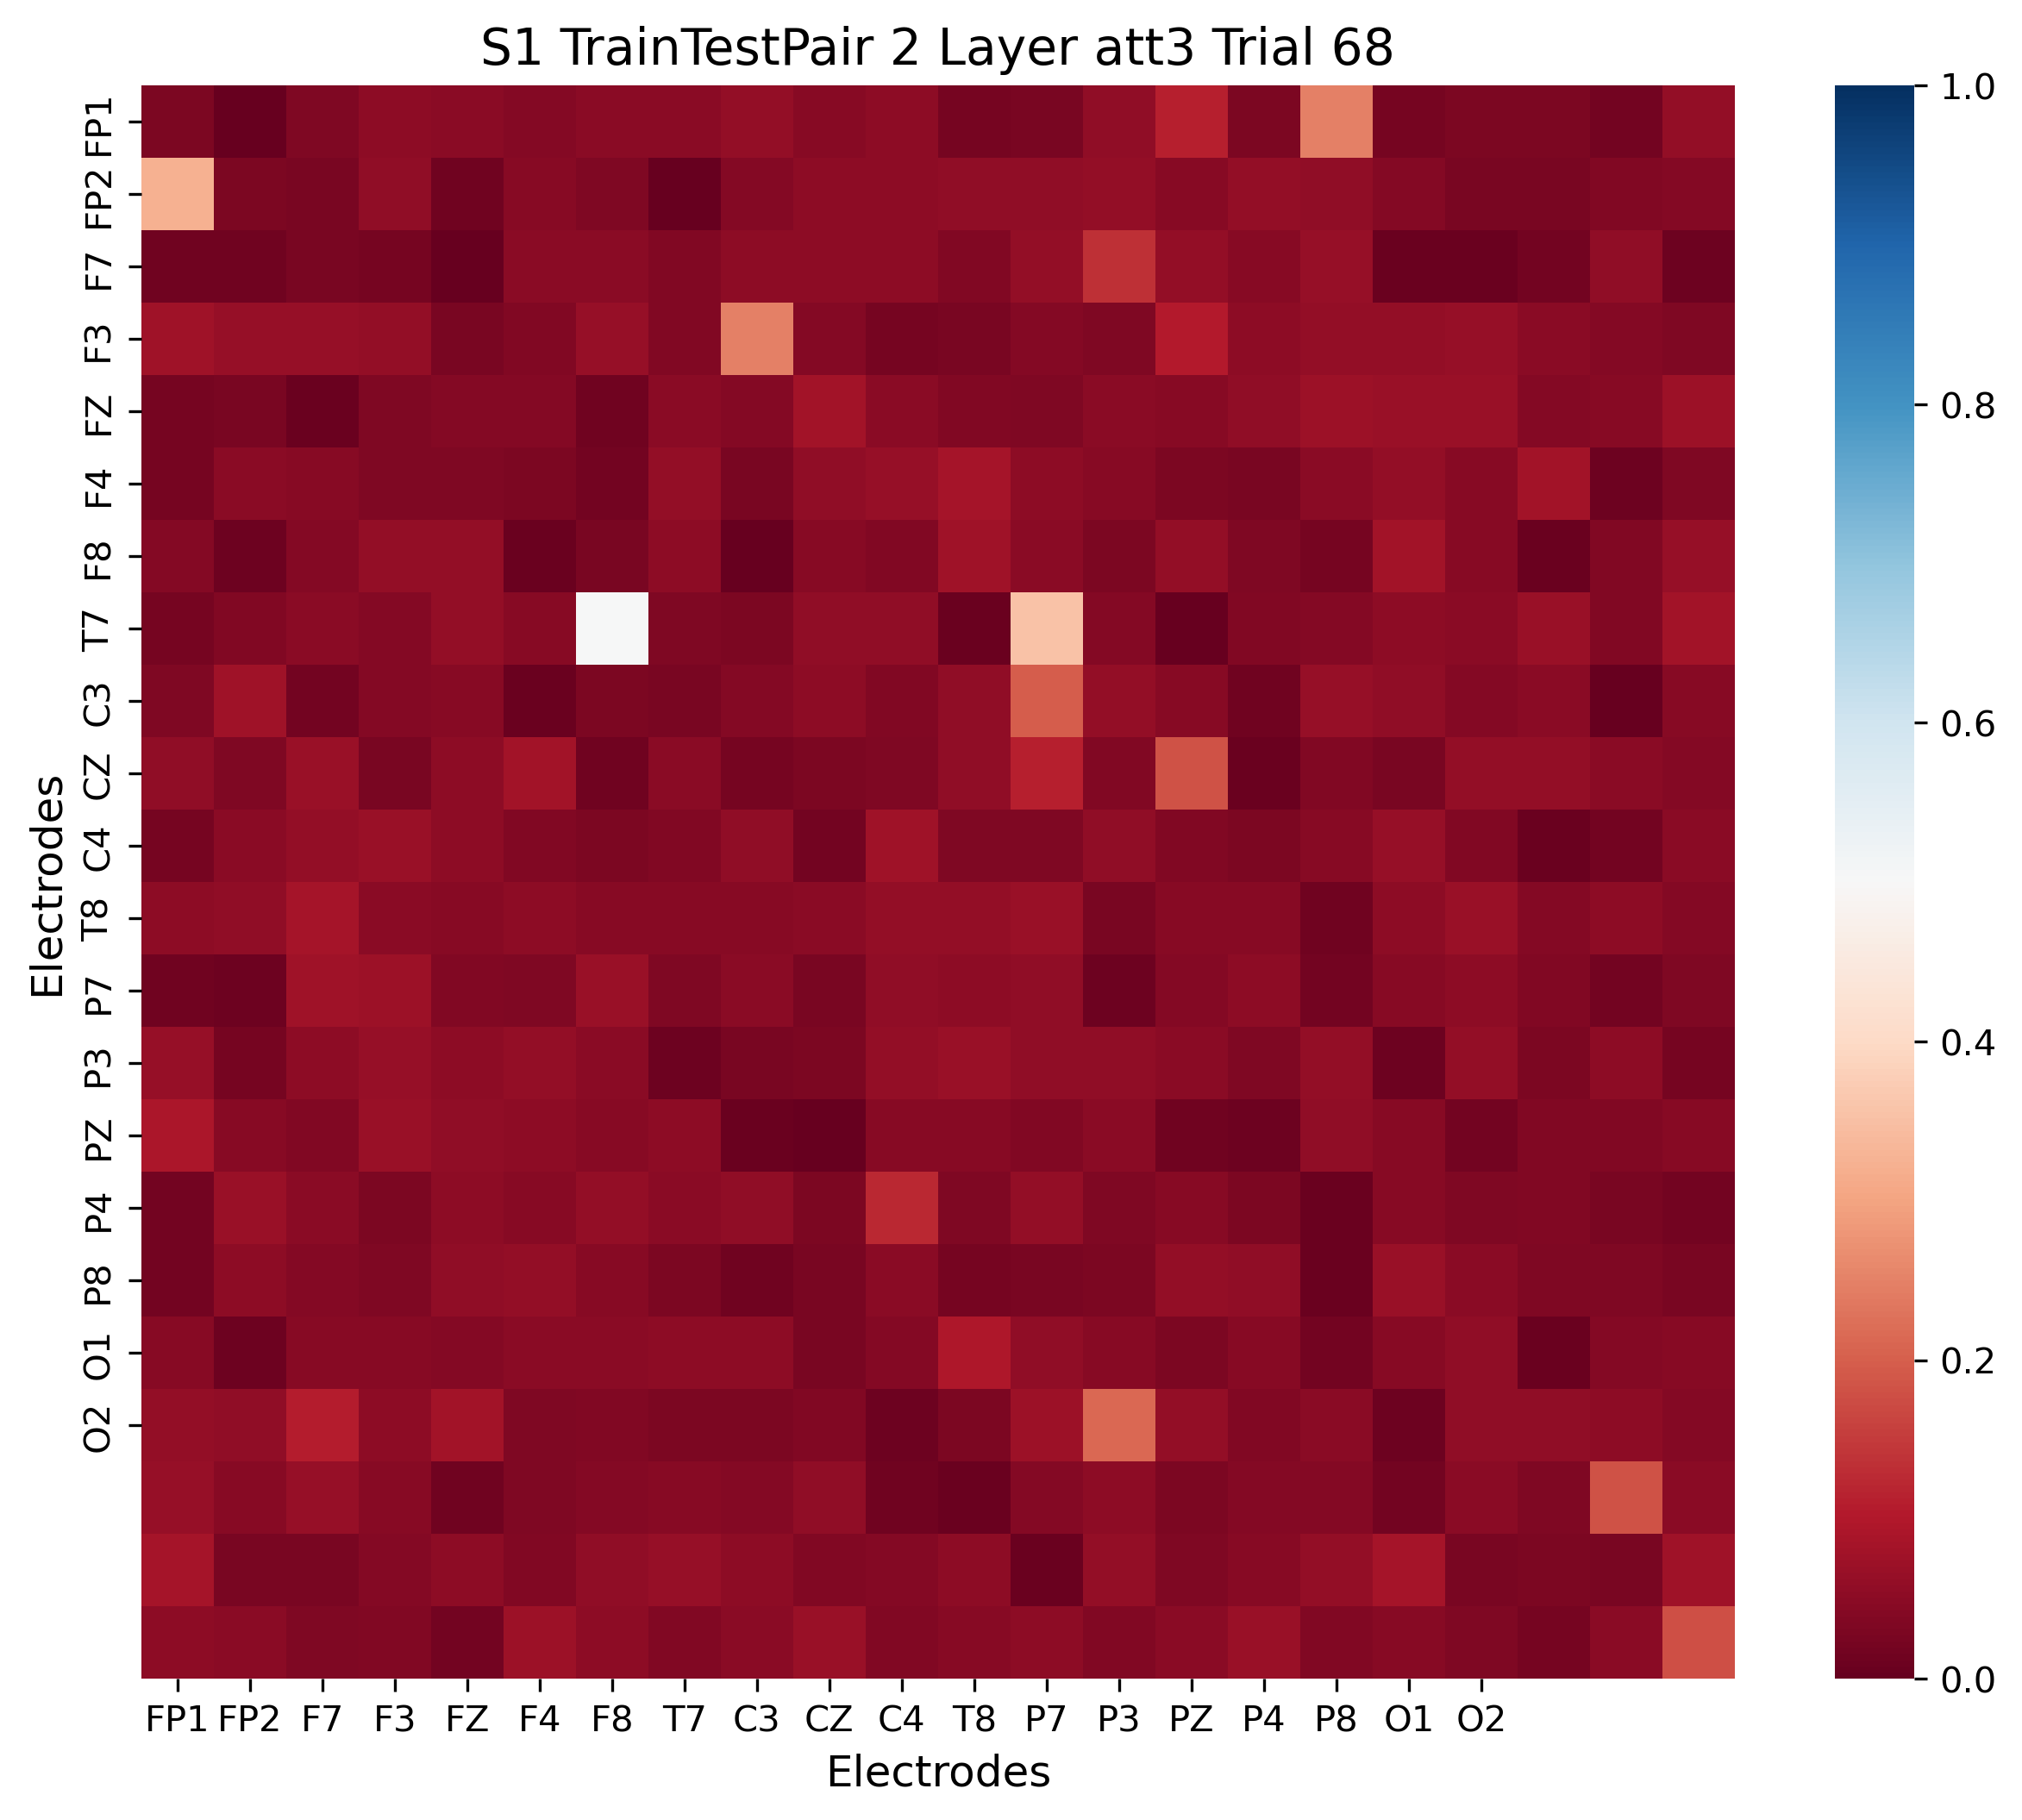 S1 TrainTestPair 2 Layer att3 Trial 68
Electrodes
FP1
FP2
F7
F3
FZ
F4
F8
T7
C3
CZ
C4
T8
P7
P3
PZ
P4
P8
O1
O2
FP1 FP2 F7 F3 FZ F4 F8 T7 C3 CZ C4 T8 P7 P3 PZ P4 P8 O1 O2
Electrodes
1.0
0.8
0.6
0.4
0.2
0.0